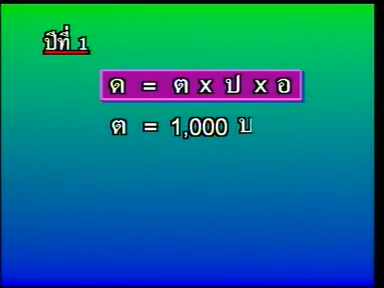 ปีที่ 1
ด = ต x ป x อ
ต = 1,000 บ